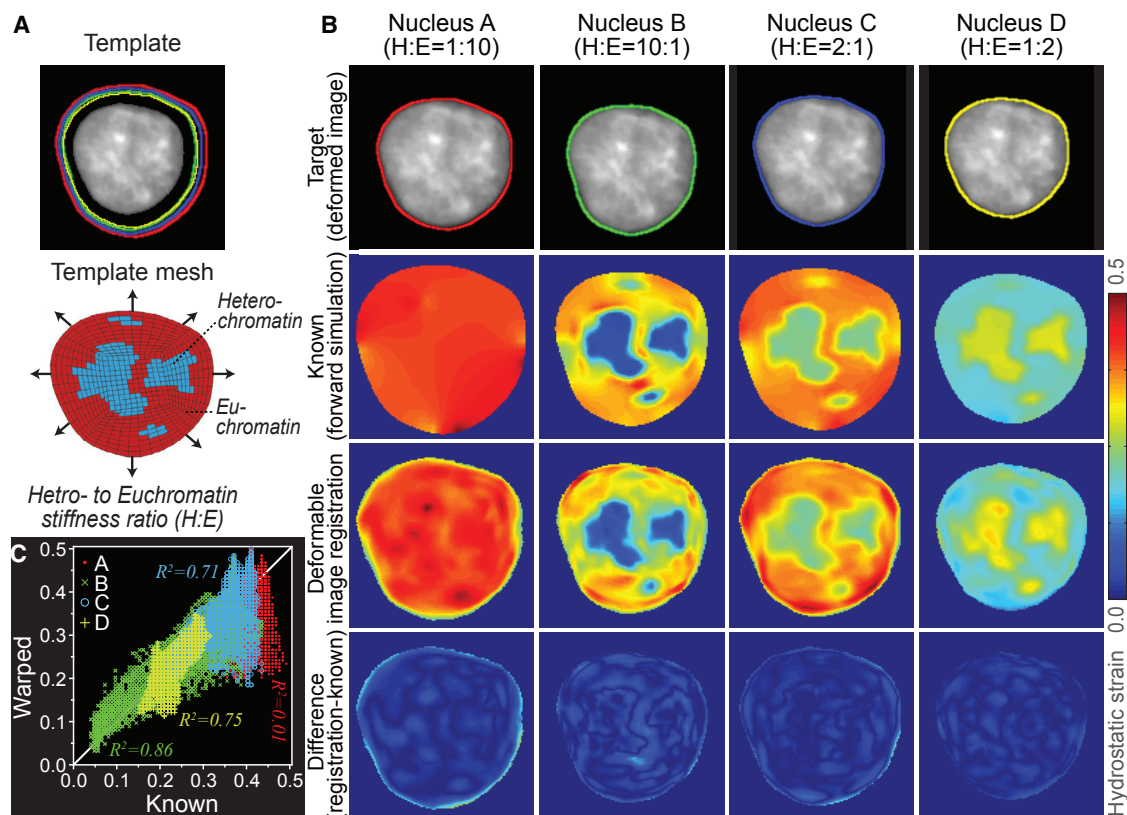 A
Template
Template mesh
Hetero-
chromatin
Eu-
chromatin
Hetro- to Euchromatin
stiffness ratio (H:E)
B
Nucleus A
(H:E=1:10)
Nucleus B
(H:E=10:1)
Nucleus C
(H:E=2:1)
Nucleus D
(H:E=1:2)
Target
(deformed image)
Known
(forward simulation)
Deformable
image registration
Difference
(registration-known)
0.5
0.0
Hydrostatic strain
C
0.5
0.4
0.3
0.2
0.1
0.0
Warped
A
B
C
D
R²=0.71
R²=0.75
R²=0.86
R²=0.01
0.0
0.1
0.2
0.3
0.4
0.5
Known